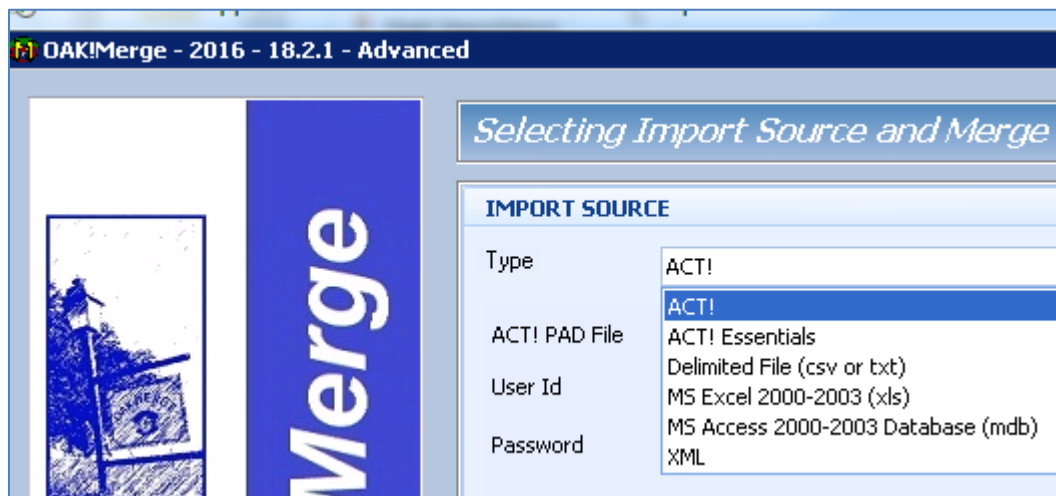 OAK!Merge - 2016 - 18.2.1 - Advanced
Selecting Import Source and Merge
Merge
IMPORT SOURCE
Type
ACT!
ACT!
ACT! PAD File
ACT! Essentials
Delimited File (csv or txt)
User Id
MS Excel 2000-2003 (xls)
MS Access 2000-2003 Database (mdb)
Password
XML